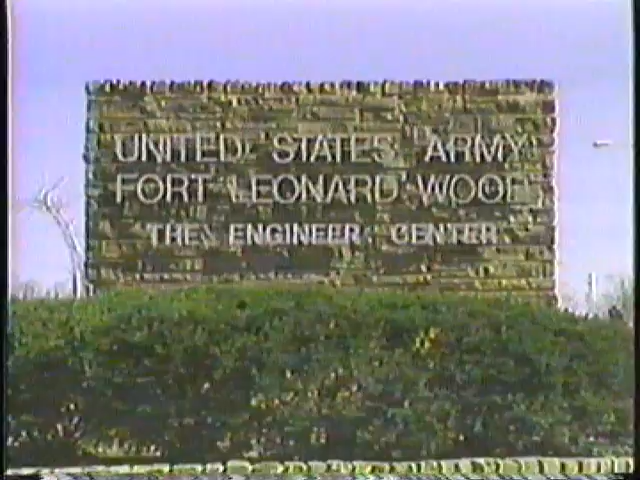 UNITED STATES ARMY
FORT LEONARD WOOD
THE ENGINEER CENTER